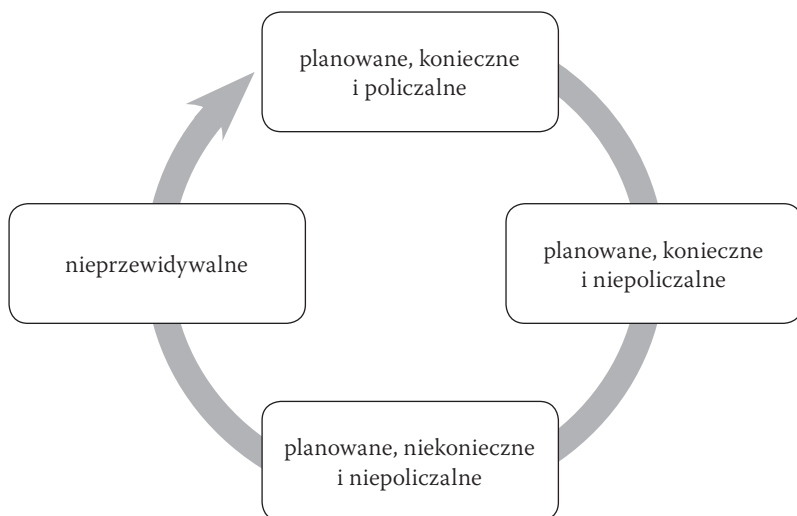 planowane, konieczne
i policzalne
planowane, konieczne
i niepoliczalne
planowane, niekonieczne
i niepoliczalne
nieprzewidywalne